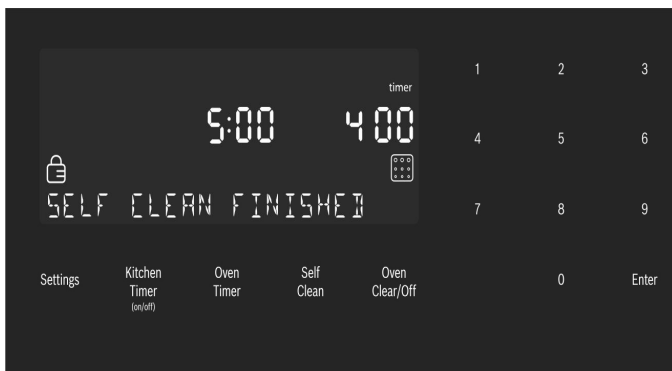 timer
5:00 400
SELF CLEAN FINISHED
Settings
Kitchen
Timer
(on/off)
Oven
Timer
Self
Clean
Oven
Clear/Off
1 2 3
4 5 6
7 8 9
0 Enter